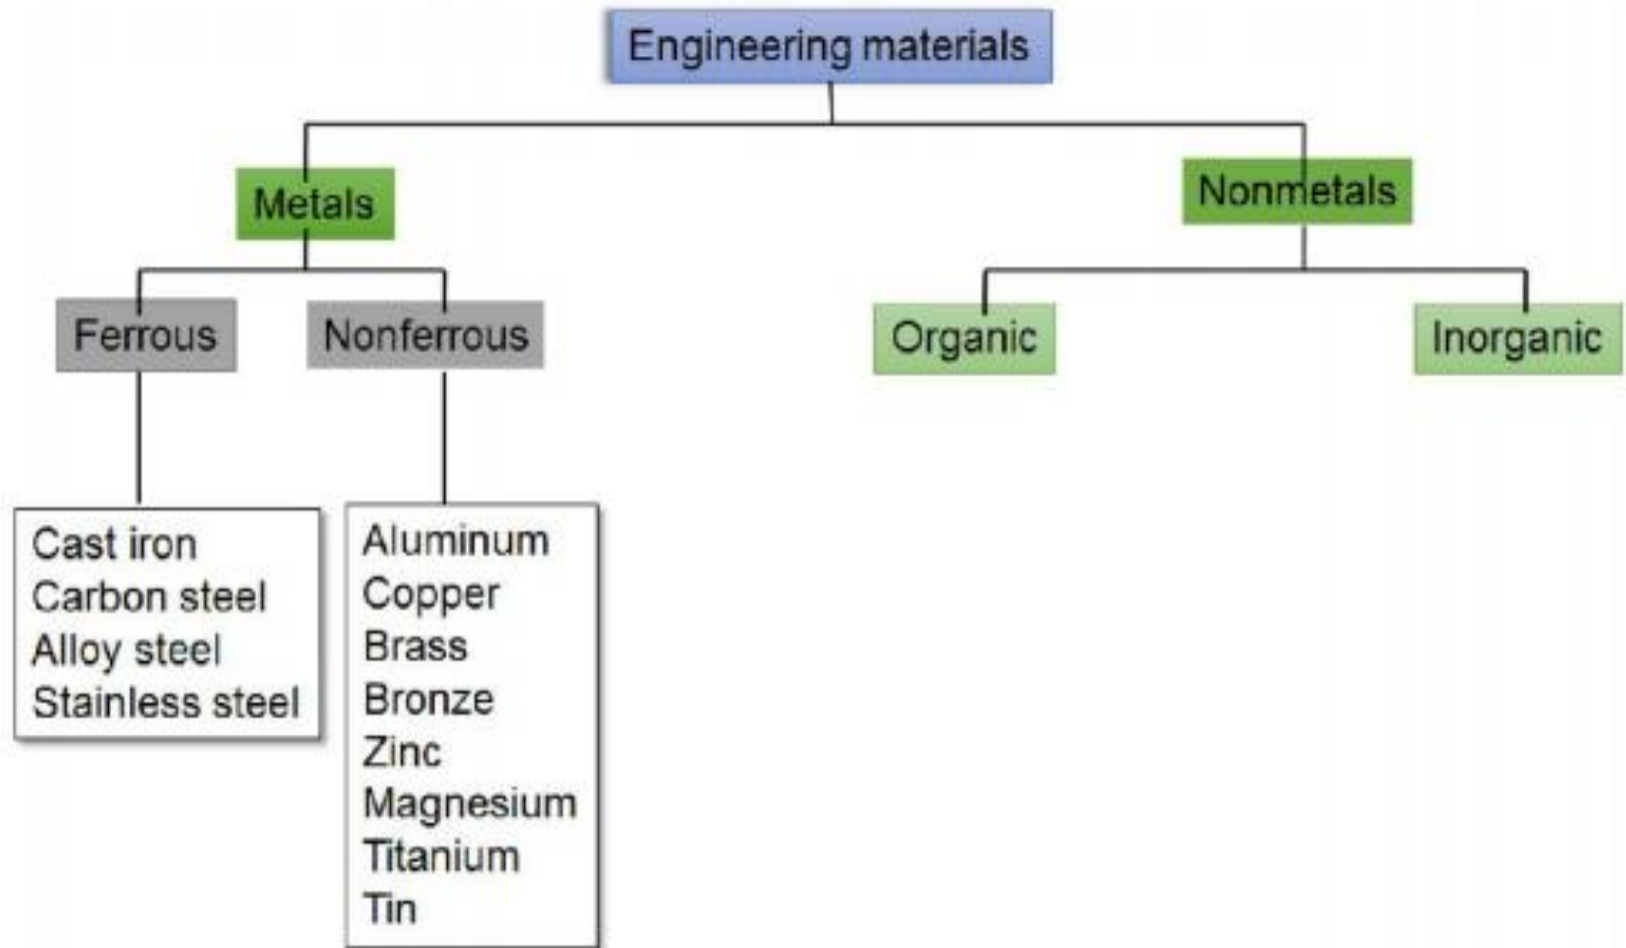 Engineering materials
Metals
Nonmetals
Ferrous
Nonferrous
Organic
Inorganic
Cast iron
Carbon steel
Alloy steel
Stainless steel
Aluminum
Copper
Brass
Bronze
Zinc
Magnesium
Titanium
Tin